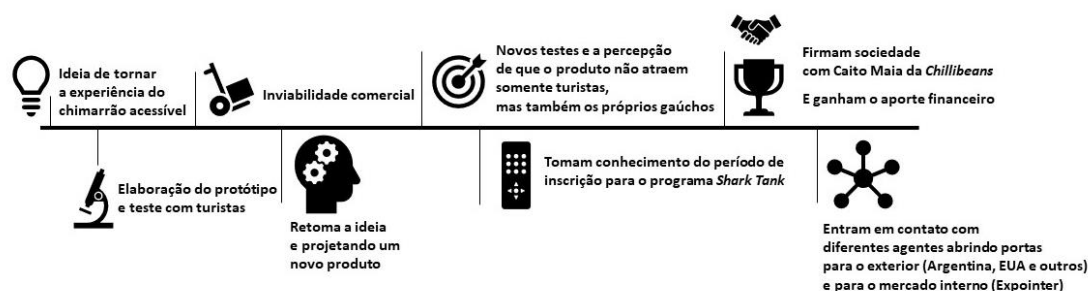 Ideia de tornar
a experiência do
chimarrão acessível
Elaboração do protótipo
e teste com turistas
Inviabilidade comercial
Retoma a ideia
e projetando um
novo produto
Novos testes e a percepção
de que o produto não atraem
somente turistas,
mas também os próprios gaúchos
Tomam conhecimento do período de
inscrição para o programa Shark Tank
Firmam sociedade
com Caito Maia da Chillibeans
E ganham o aporte financeiro
Entram em contato com
diferentes agentes abrindo portas
para o exterior (Argentina, EUA e outros)
e para o mercado interno (Expointer)